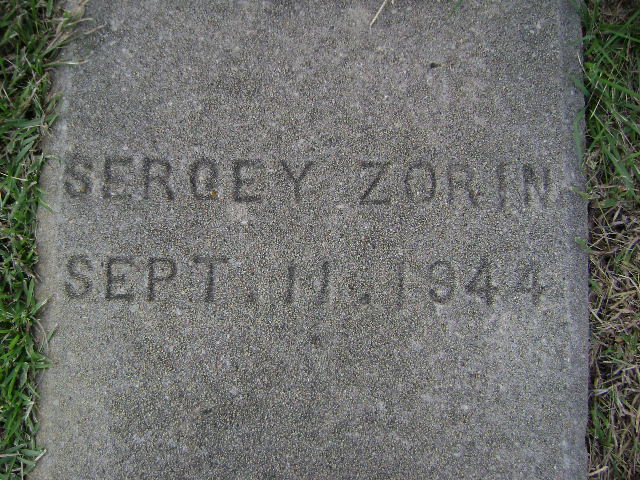 SERGEY ZORIN
SEPT. 11. 1944